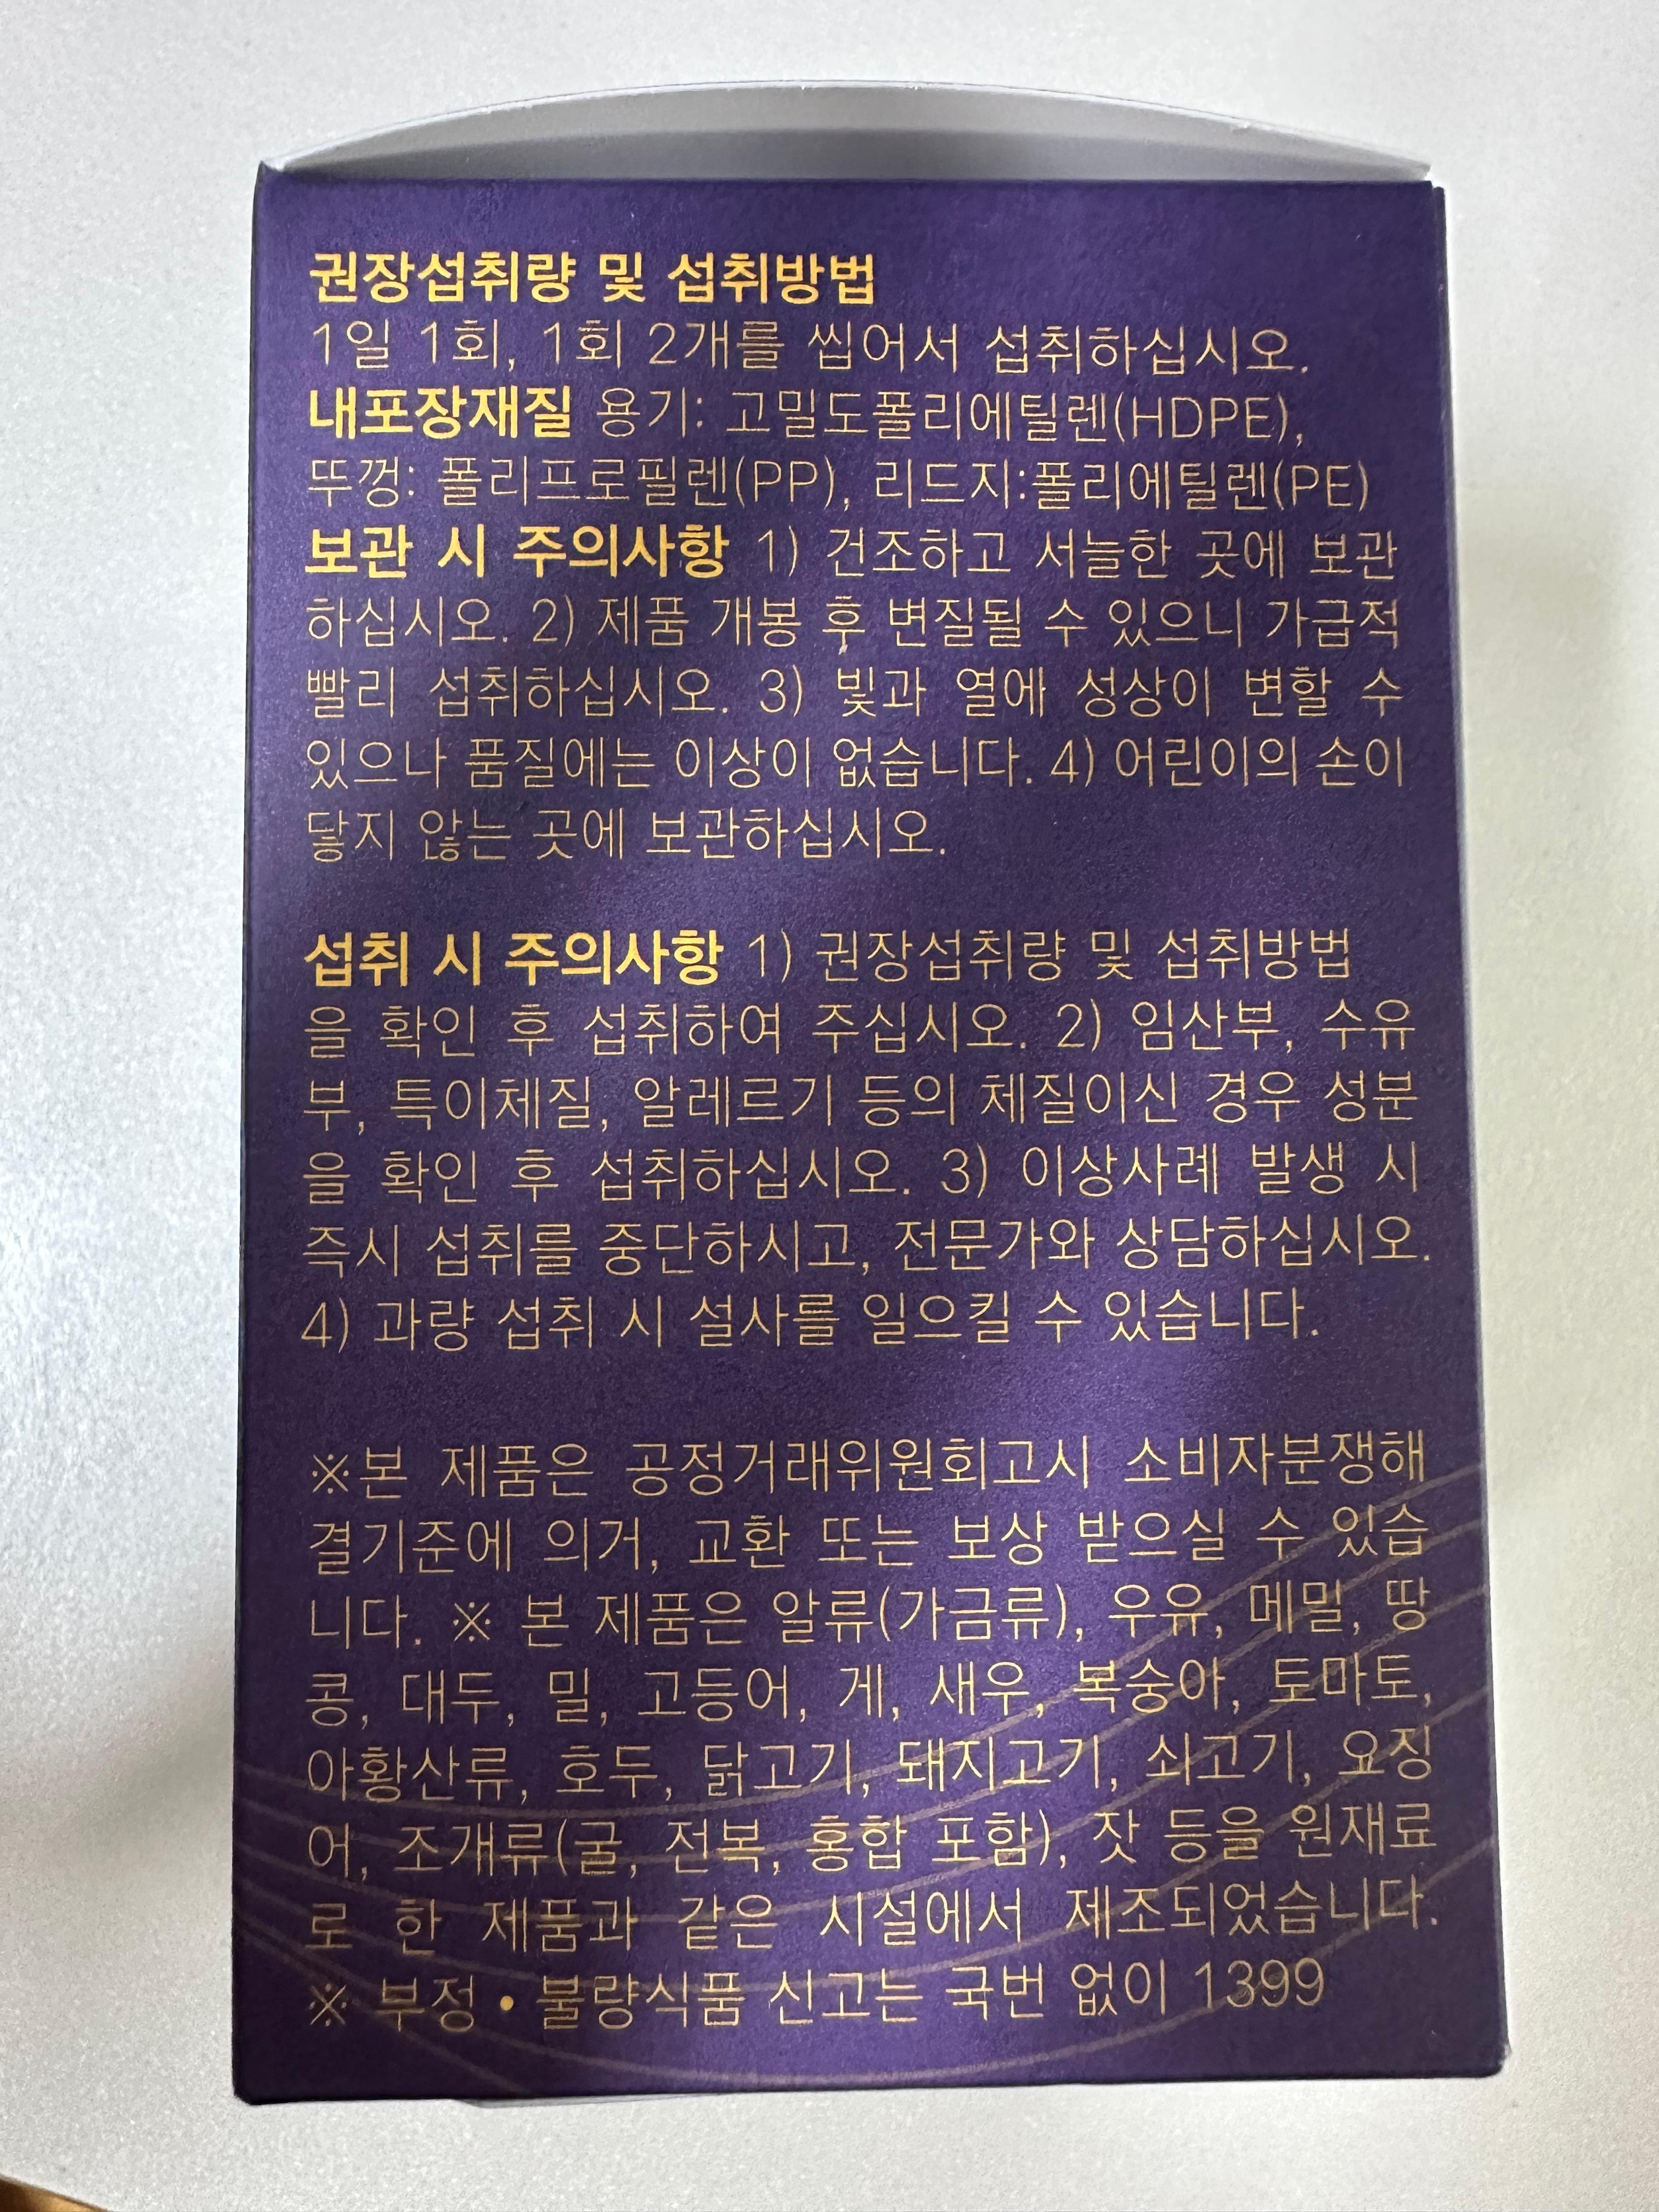 권장섭취량 및 섭취방법
1일 1회, 1회 2개를 씹어서 섭취하십시오.
내포장재질 용기: 고밀도폴리에틸렌(HDPE),
뚜껑: 폴리프로필렌(PP), 리드지:폴리에틸렌(PE)
보관 시 주의사항 1) 건조하고 서늘한 곳에 보관
하십시오. 2) 제품 개봉 후 변질될 수 있으니 가급적
빨리 섭취하십시오. 3) 빛과 열에 성상이 변할 수
있으나 품질에는 이상이 없습니다. 4) 어린이의 손이
닿지 않는 곳에 보관하십시오.
섭취 시 주의사항 1) 권장섭취량 및 섭취방법
을 확인 후 섭취하여 주십시오. 2) 임산부, 수유
부, 특이체질, 알레르기 등의 체질이신 경우 성분
을 확인 후 섭취하십시오. 3) 이상사례 발생 시
즉시 섭취를 중단하시고, 전문가와 상담하십시오.
4) 과량 섭취 시 설사를 일으킬 수 있습니다.
※본 제품은 공정거래위원회고시 소비자분쟁해
결기준에 의거, 교환 또는 보상 받으실 수 있습
니다. ※ 본 제품은 알류(가금류), 우유, 메밀, 땅
콩, 대두, 밀, 고등어, 게, 새우, 복숭아, 토마토,
아황산류, 호두, 닭고기, 돼지고기, 쇠고기, 오징
어, 조개류(굴, 전복, 홍합 포함), 잣 등을 원재료
로 한 제품과 같은 시설에서 제조되었습니다.
※ 부정 • 불량식품 신고는 국번 없이 1399